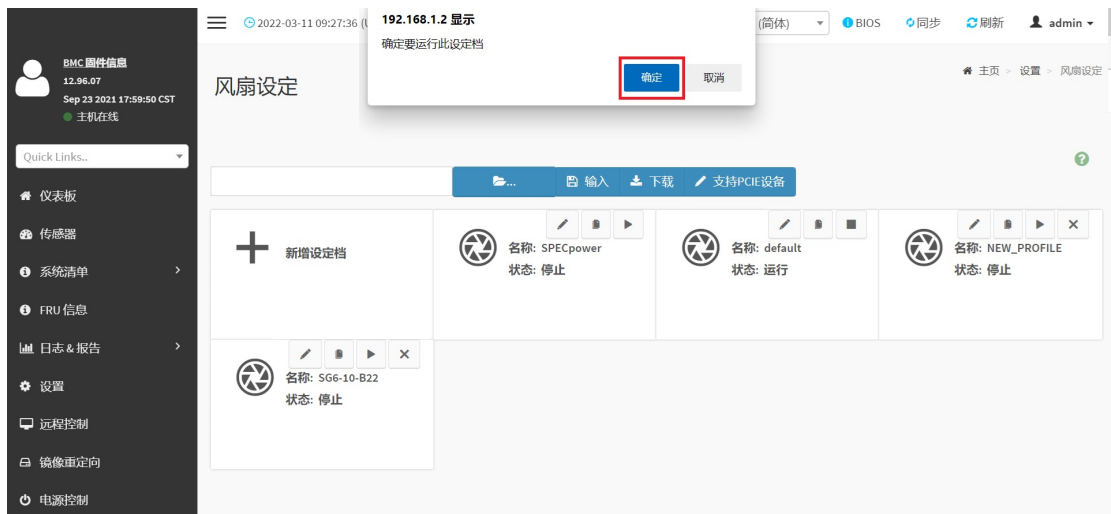 2022-03-11 09:27:36 (U
192.168.1.2 显示
确定要运行此设定档
确定
取消
(简体)
BIOS
同步
刷新
admin
BMC 固件信息
12.96.07
Sep 23 2021 17:59:50 CST
主机在线
风扇设定
主页 > 设置 > 风扇设定
Quick Links..
仪表板
传感器
系统清单
FRU 信息
日志 & 报告
设置
远程控制
镜像重定向
电源控制
...
输入
下载
支持PCIE设备
新增设定档
名称: SPECpower
状态: 停止
名称: default
状态: 运行
名称: NEW_PROFILE
状态: 停止
名称: SG6-10-B22
状态: 停止